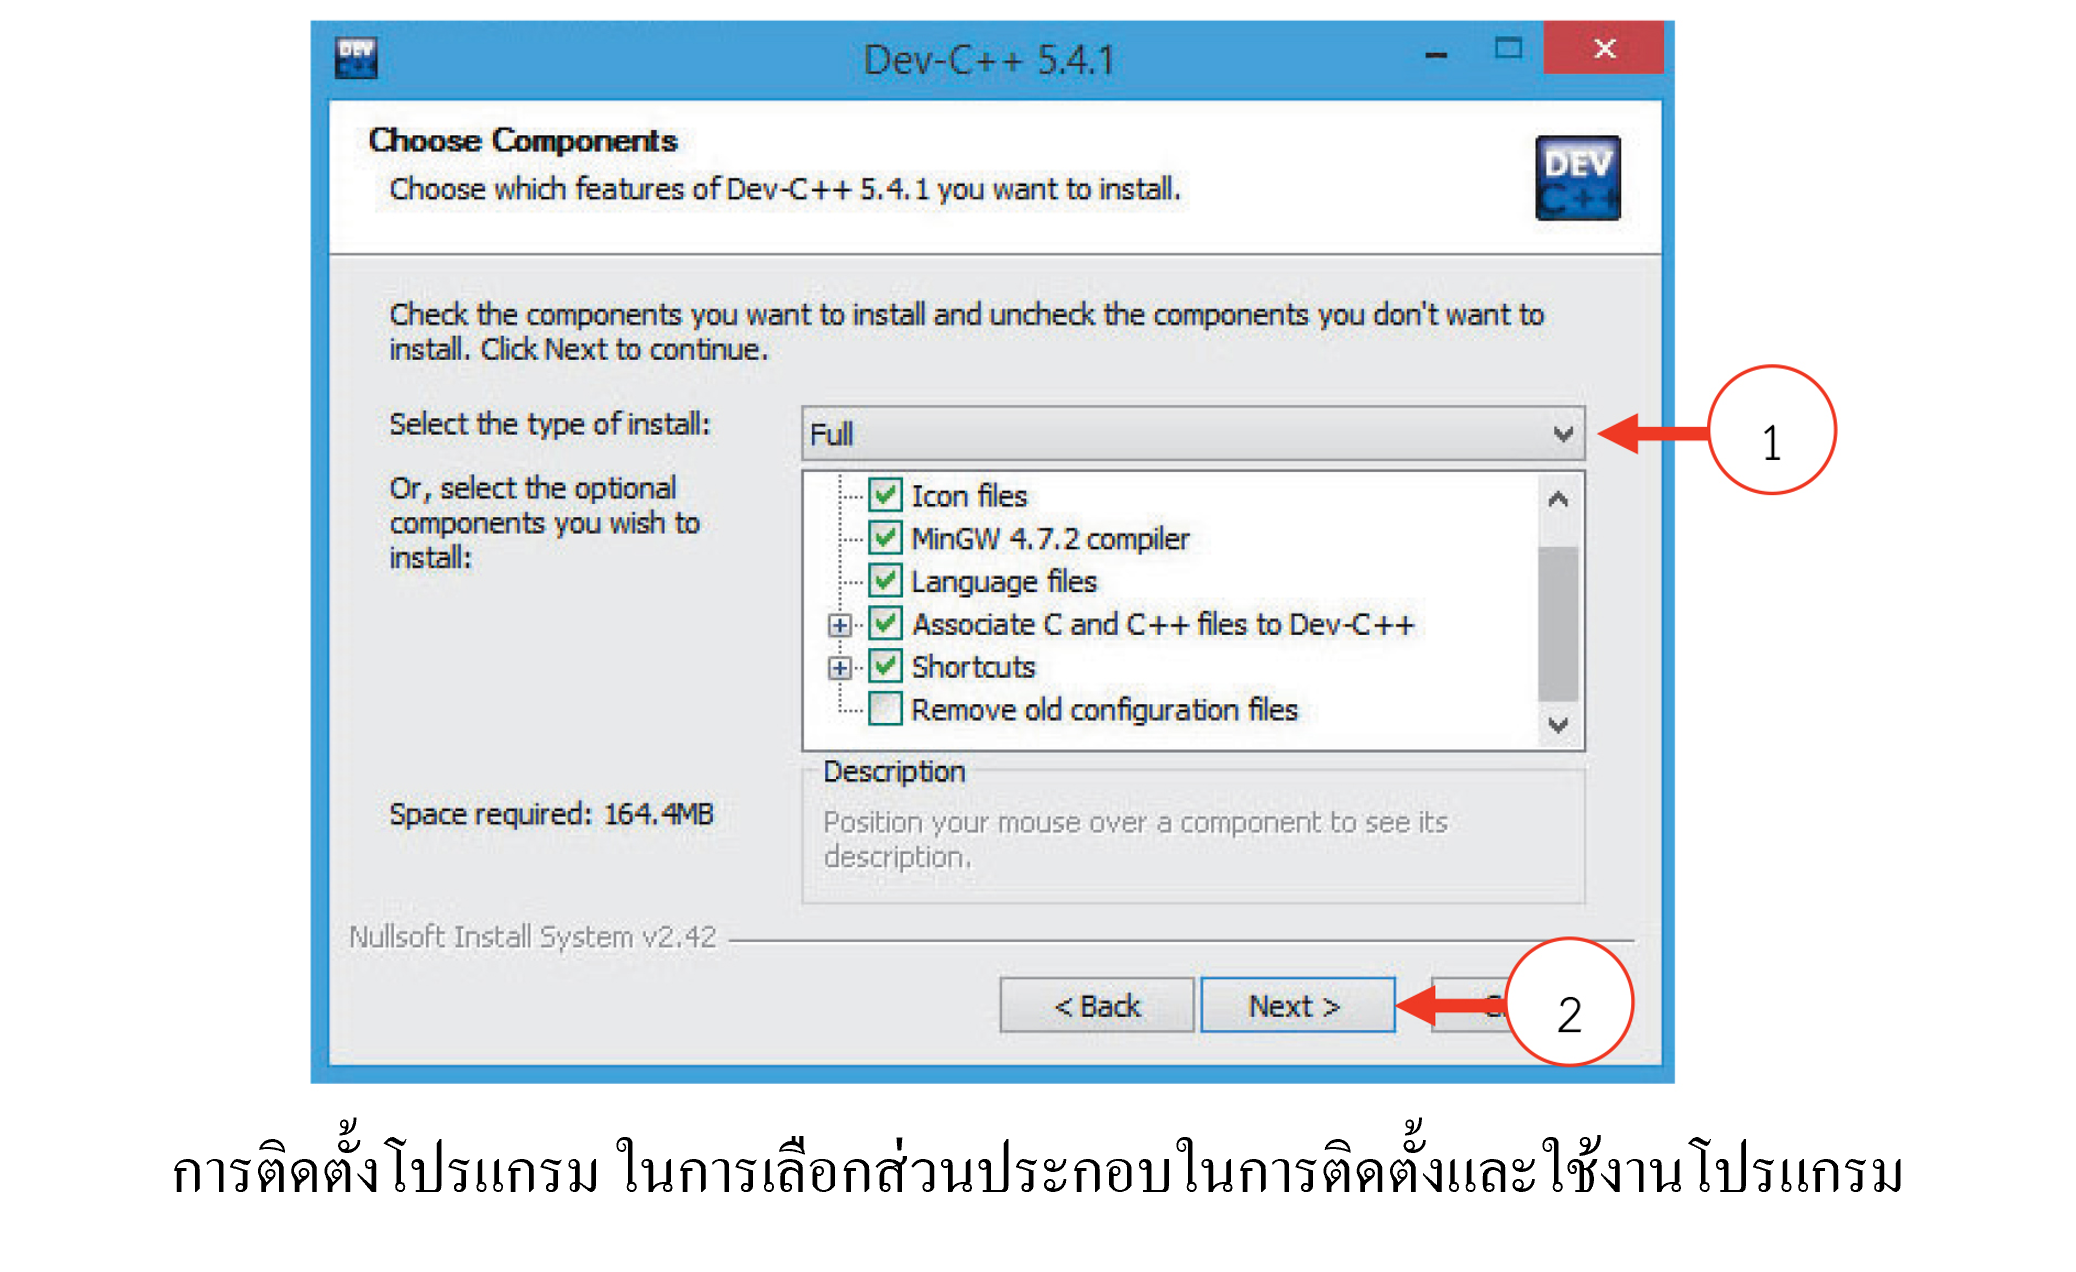 DEV
C++
Dev-C++ 5.4.1
Choose Components
Choose which features of Dev-C++ 5.4.1 you want to install.
DEV
C++
Check the components you want to install and uncheck the components you don't want to
install. Click Next to continue.
Select the type of install:
Full
1
Or, select the optional
components you wish to
install:
Icon files
MinGW 4.7.2 compiler
Language files
Associate C and C++ files to Dev-C++
Shortcuts
Remove old configuration files
Space required: 164.4MB
Description
Position your mouse over a component to see its
description.
Nullsoft Install System v2.42
< Back
Next >
2
การติดตั้งโปรแกรม ในการเลือกส่วนประกอบในการติดตั้งและใช้งานโปรแกรม